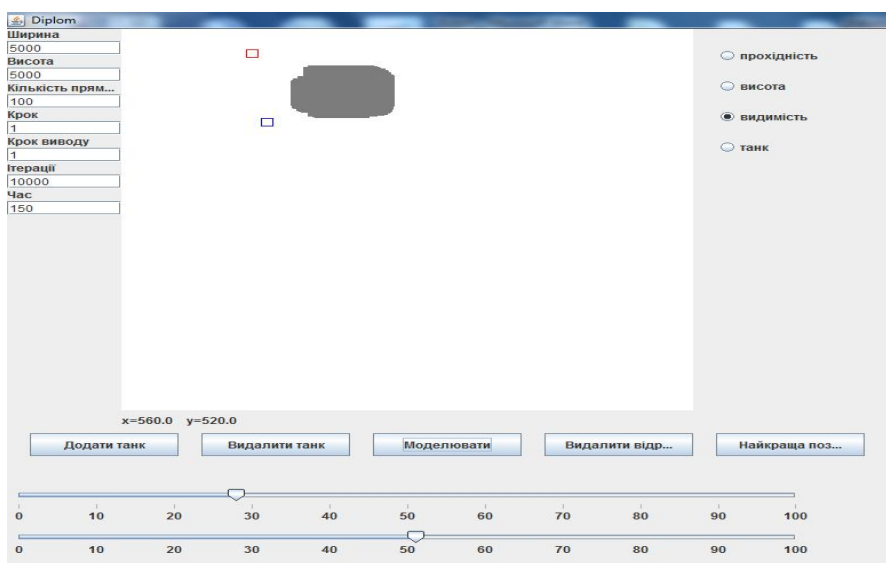 Diplom
Ширина
5000
Висота
5000
Кількість прям...
100
Крок
1
Крок виводу
1
Ітерації
10000
Час
150
прохідність
висота
видимість
танк
x=560.0 y=520.0
Додати танк Видалити танк Моделювати Видалити відр... Найкраща поз...
0 10 20 30 40 50 60 70 80 90 100
0 10 20 30 40 50 60 70 80 90 100